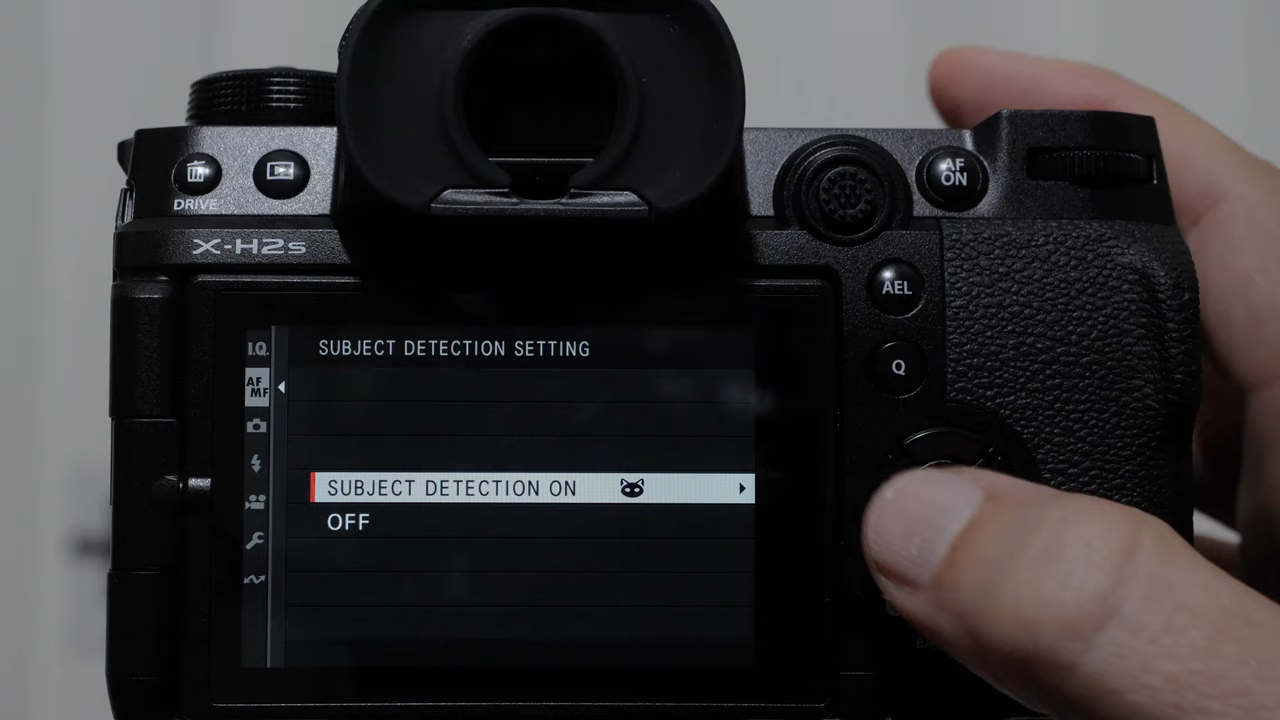 DRIVE
AF
ON
X-H2S
AEL
Q
I.Q.
SUBJECT DETECTION SETTING
AF
MF
SUBJECT DETECTION ON
OFF